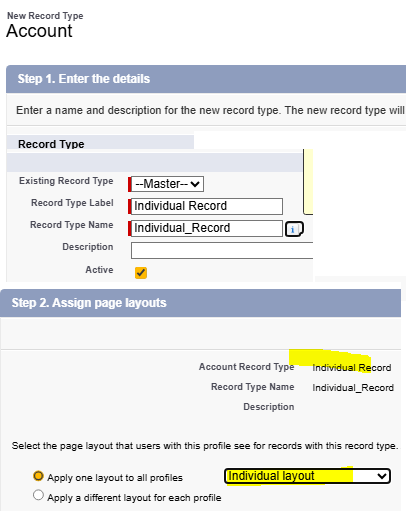 New Record Type
Account
Step 1. Enter the details
Enter a name and description for the new record type. The new record type will
Record Type
Existing Record Type --Master--
Record Type Label Individual Record
Record Type Name Individual_Record i
Description
Active
Step 2. Assign page layouts
Account Record Type Individual Record
Record Type Name Individual_Record
Description
Select the page layout that users with this profile see for records with this record type.
Apply one layout to all profiles Individual layout
Apply a different layout for each profile